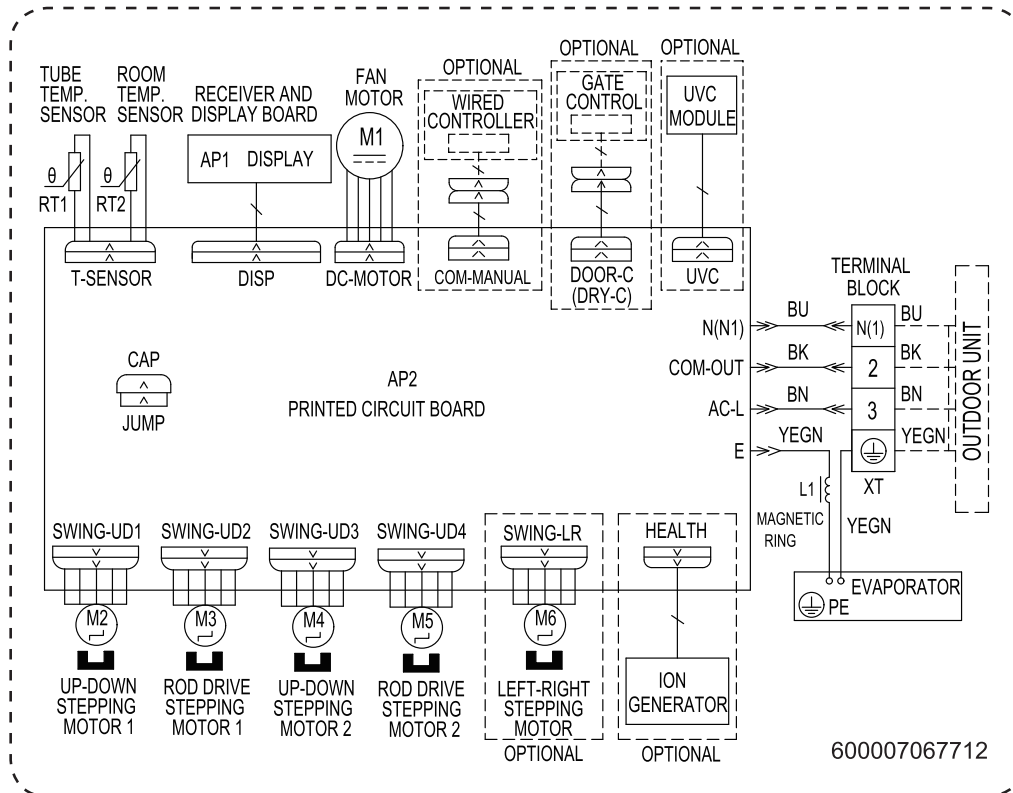 TUBE
TEMP.
SENSOR
ROOM
TEMP.
SENSOR
RECEIVER AND
DISPLAY BOARD
FAN
MOTOR
OPTIONAL
WIRED
CONTROLLER
OPTIONAL
GATE
CONTROL
OPTIONAL
UVC
MODULE
θ
RT1
θ
RT2
AP1 DISPLAY
M1
T-SENSOR
DISP
DC-MOTOR
COM-MANUAL
DOOR-C
(DRY-C)
UVC
TERMINAL
BLOCK
N(N1)
BU
N(1)
BU
COM-OUT
BK
2
BK
AC-L
BN
3
BN
E
YEGN
YEGN
XT
OUTDOOR UNIT
L1
MAGNETIC
RING
YEGN
EVAPORATOR
PE
CAP
JUMP
AP2
PRINTED CIRCUIT BOARD
SWING-UD1
SWING-UD2
SWING-UD3
SWING-UD4
SWING-LR
HEALTH
M2
M3
M4
M5
M6
UP-DOWN
STEPPING
MOTOR 1
ROD DRIVE
STEPPING
MOTOR 1
UP-DOWN
STEPPING
MOTOR 2
ROD DRIVE
STEPPING
MOTOR 2
LEFT-RIGHT
STEPPING
MOTOR
OPTIONAL
ION
GENERATOR
OPTIONAL
600007067712